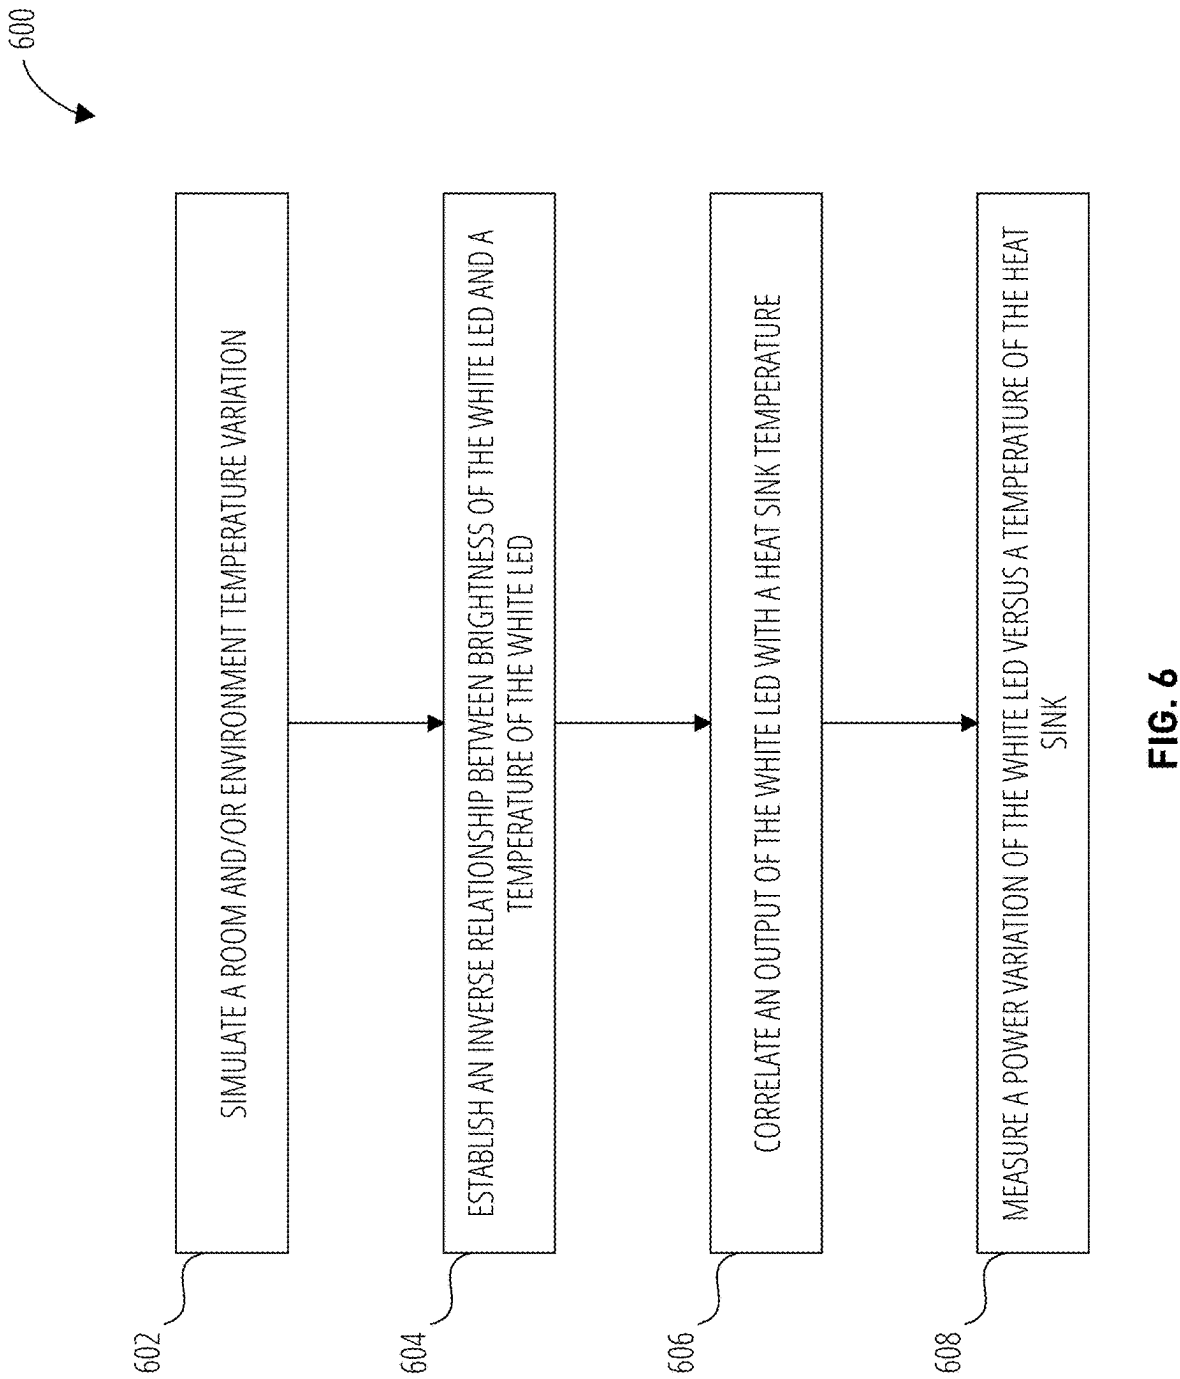 600
602
SIMULATE A ROOM AND/OR ENVIRONMENT TEMPERATURE VARIATION
604
ESTABLISH AN INVERSE RELATIONSHIP BETWEEN BRIGHTNESS OF THE WHITE LED AND A
TEMPERATURE OF THE WHITE LED
606
CORRELATE AN OUTPUT OF THE WHITE LED WITH A HEAT SINK TEMPERATURE
608
MEASURE A POWER VARIATION OF THE WHITE LED VERSUS A TEMPERATURE OF THE HEAT
SINK
FIG. 6